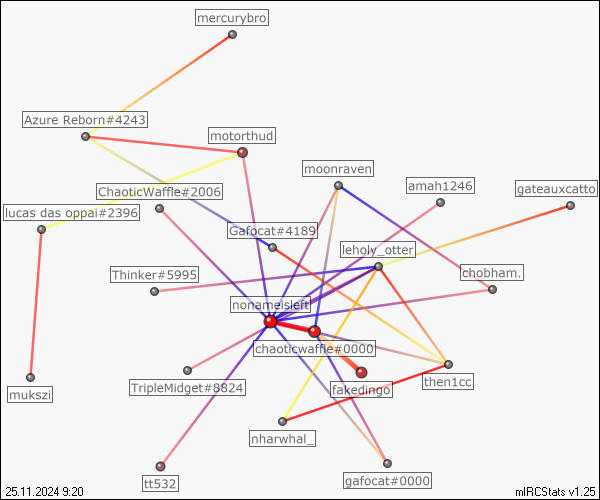 mercurybro
Azure Reborn#4243
motorthud
moonraven
ChaoticWaffle#2006
amah1246
gateauxcatto
lucas das oppai#2396
Gafocat#4189
leholy_otter
Thinker#5995
chobham.
nonameisleft
chaoticwaffle#0000
TripleMidget#8824
fakedingo
then1cc
mukszi
nharwhal_
tt532
gafocat#0000
25.11.2024 9:20
mIRCStats v1.25